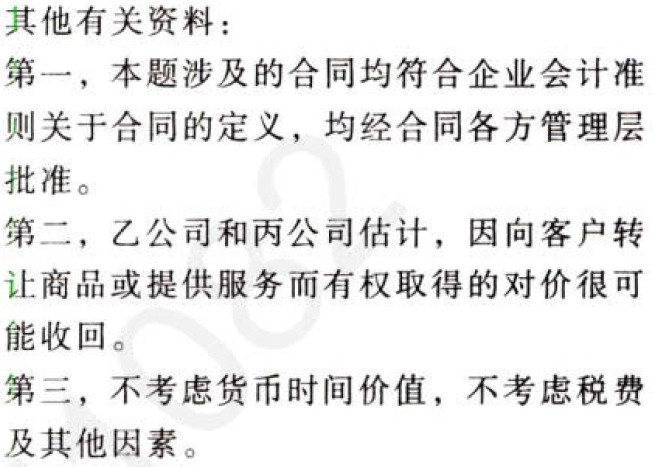 其他有关资料：
第一，本题涉及的合同均符合企业会计准
则关于合同的定义，均经合同各方管理层
批准。
第二，乙公司和丙公司估计，因向客户转
让商品或提供服务而有权取得的对价很可
能收回。
第三，不考虑货币时间价值，不考虑税费
及其他因素。